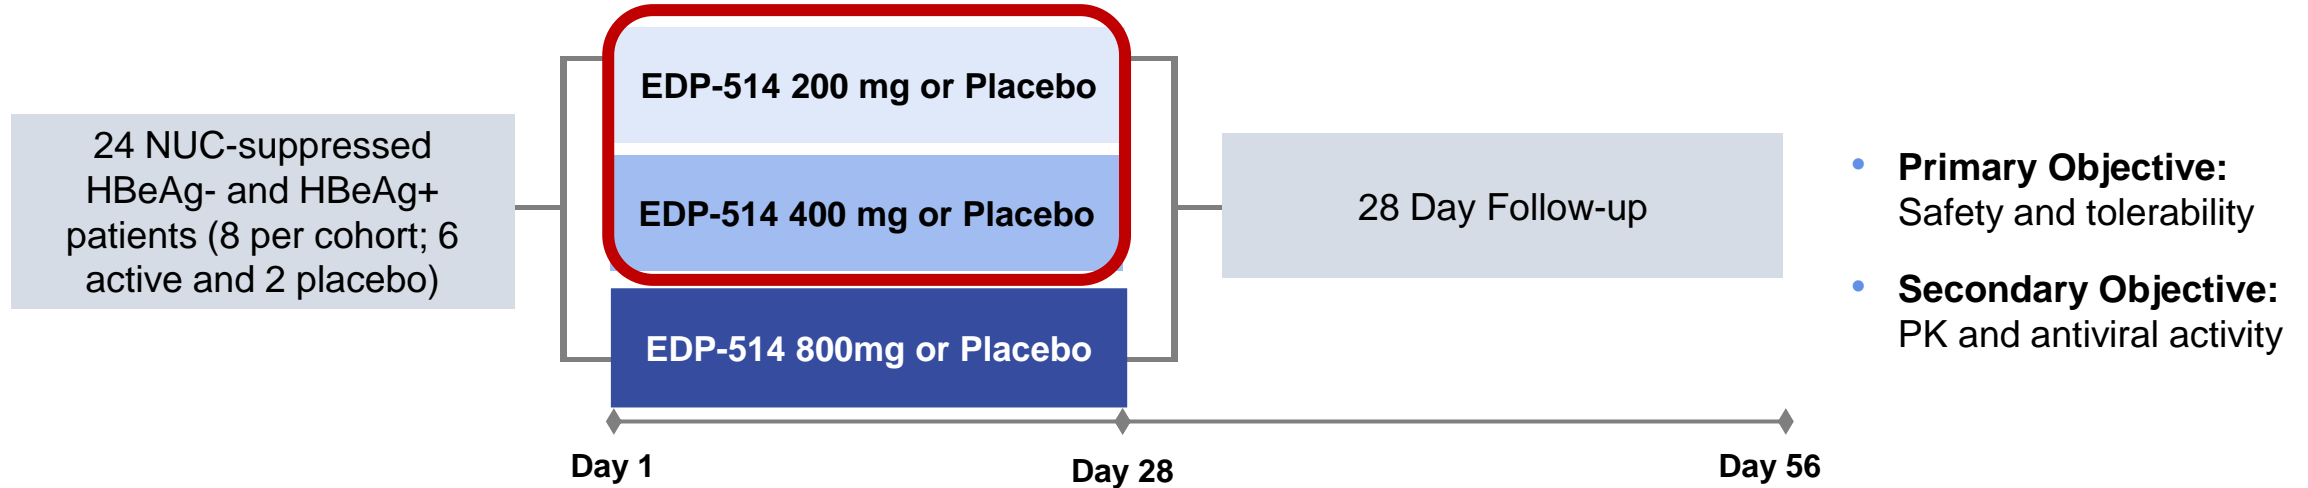 24 NUC-suppressed
HBeAg- and HBeAg+
patients (8 per cohort; 6
active and 2 placebo)
EDP-514 200 mg or Placebo
EDP-514 400 mg or Placebo
EDP-514 800mg or Placebo
28 Day Follow-up
• Primary Objective:
Safety and tolerability
• Secondary Objective:
PK and antiviral activity
Day 1
Day 28
Day 56